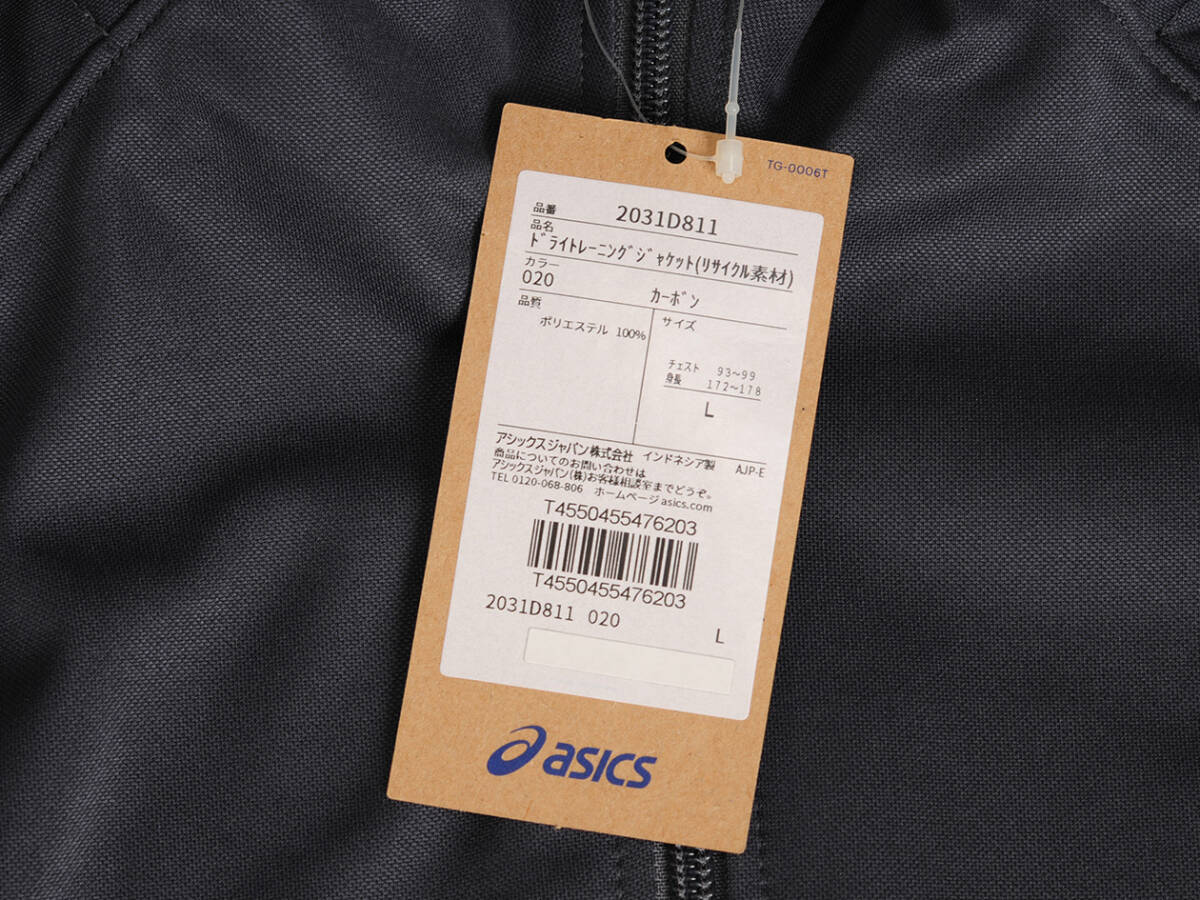 TG-0006T
品番 2031D811
品名
ﾄﾞﾗｲﾄﾚｰﾆﾝｸﾞｼﾞｬｹｯﾄ(ﾘｻｲｸﾙ素材)
カラー
020 ｶｰﾎﾞﾝ
品質 サイズ
ポリエステル 100%
チェスト 93～99
身長 172～178
L
アシックスジャパン株式会社 インドネシア製 AJP-E
商品についてのお問い合わせは
アシックスジャパン(株)お客様相談室までどうぞ。
TEL 0120-068-806 ホームページ asics.com
T4550455476203
T4550455476203
2031D811 020 L
asics